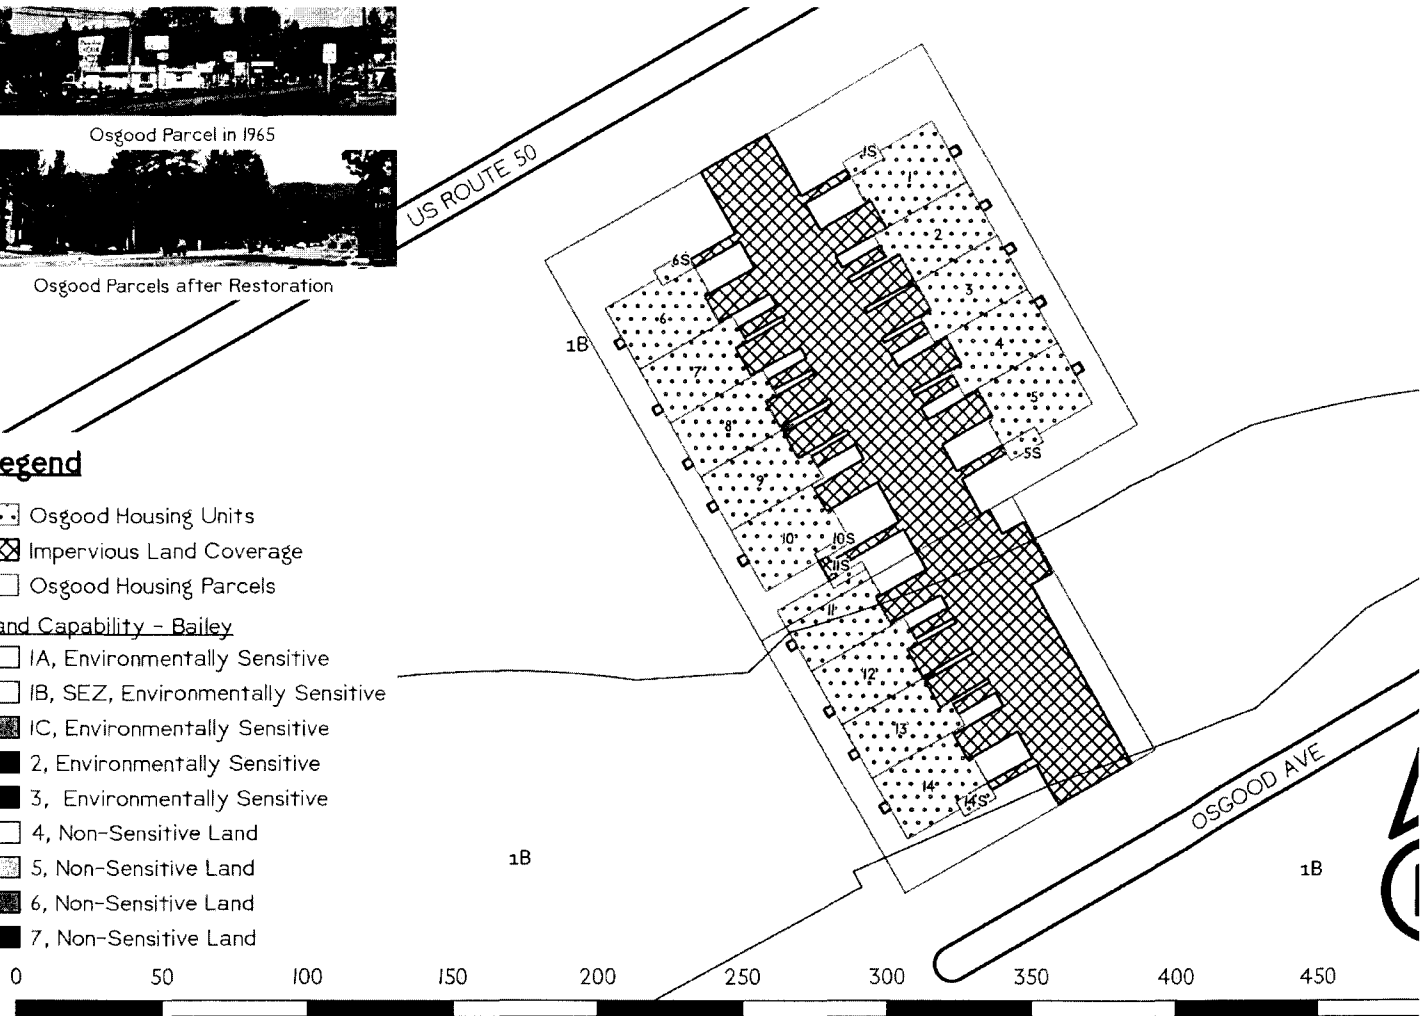 Osgood Parcel in 1965
Osgood Parcels after Restoration
US ROUTE 50
1S
1
2
3
4
5
5S
6S
6
7
8
9
10
10S
11S
11
12
13
14
14S
1B
1B
1B
OSGOOD AVE
egend
Osgood Housing Units
Impervious Land Coverage
Osgood Housing Parcels
and Capability - Bailey
1A, Environmentally Sensitive
1B, SEZ, Environmentally Sensitive
1C, Environmentally Sensitive
2, Environmentally Sensitive
3, Environmentally Sensitive
4, Non-Sensitive Land
5, Non-Sensitive Land
6, Non-Sensitive Land
7, Non-Sensitive Land
0 50 100 150 200 250 300 350 400 450